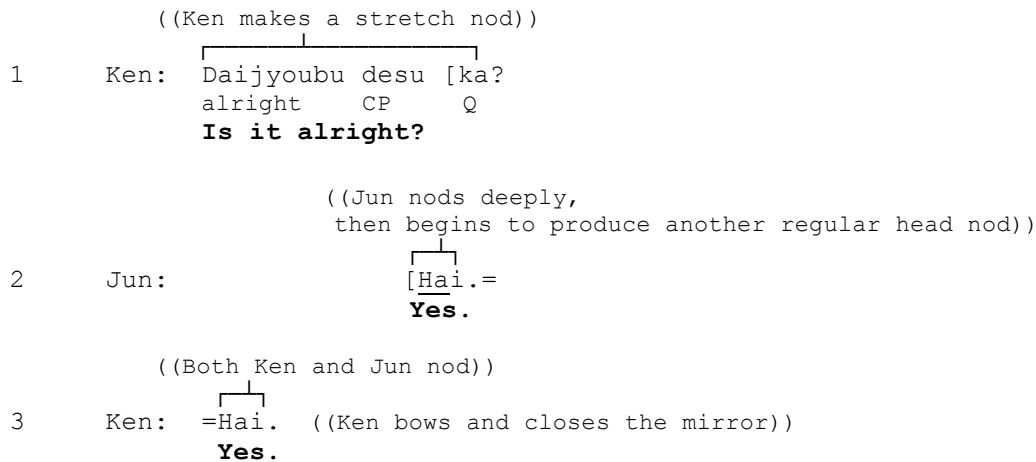 ((Ken makes a stretch nod))
1 Ken: Daijyoubu desu [ka?
alright CP Q
Is it alright?
((Jun nods deeply,
then begins to produce another regular head nod))
2 Jun: [Hai.=
Yes.
((Both Ken and Jun nod))
3 Ken: =Hai. ((Ken bows and closes the mirror))
Yes.